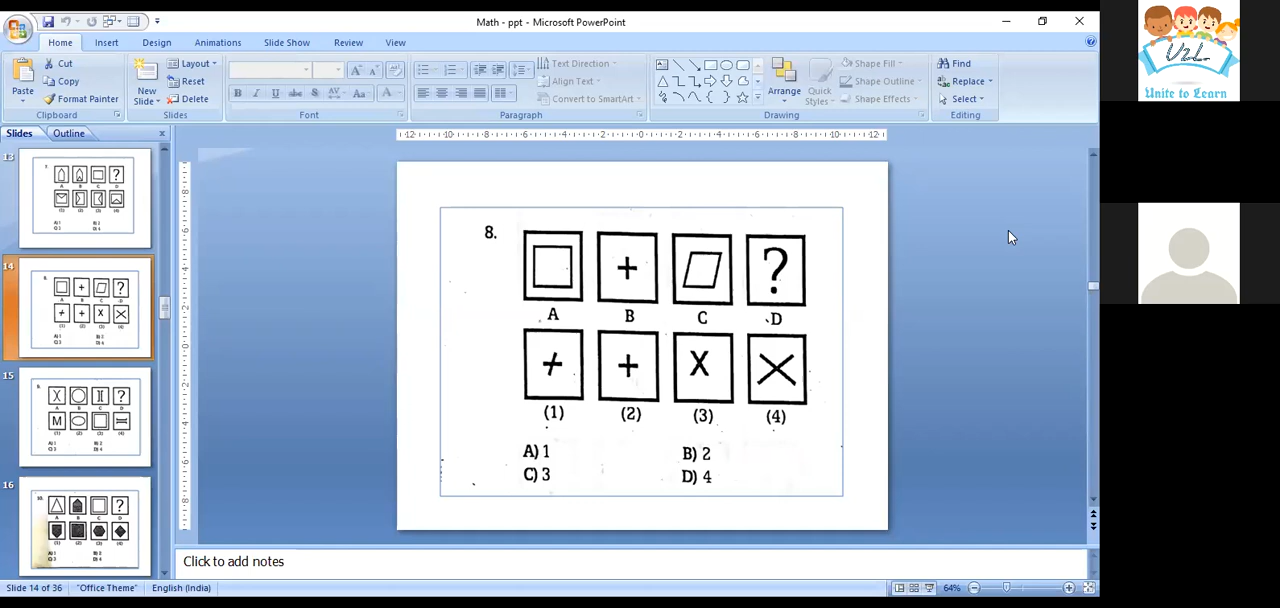 Math - ppt - Microsoft PowerPoint
Home Insert Design Animations Slide Show Review View
Paste Cut Copy Format Painter
Clipboard
New Slide Layout Reset Delete
Slides
B I U abc S AV Aa A
Font
Text Direction
Align Text
Convert to SmartArt
Paragraph
Arrange Quick Styles Shape Fill Shape Outline Shape Effects
Drawing
Find
Replace
Select
Editing
U2L
Unite to Learn
Slides Outline
13
14
15
16
8.
+ ?
A B C D
+ + X X
(1) (2) (3) (4)
A) 1 B) 2
C) 3 D) 4
Click to add notes
Slide 14 of 36 "Office Theme" English (India) 64%